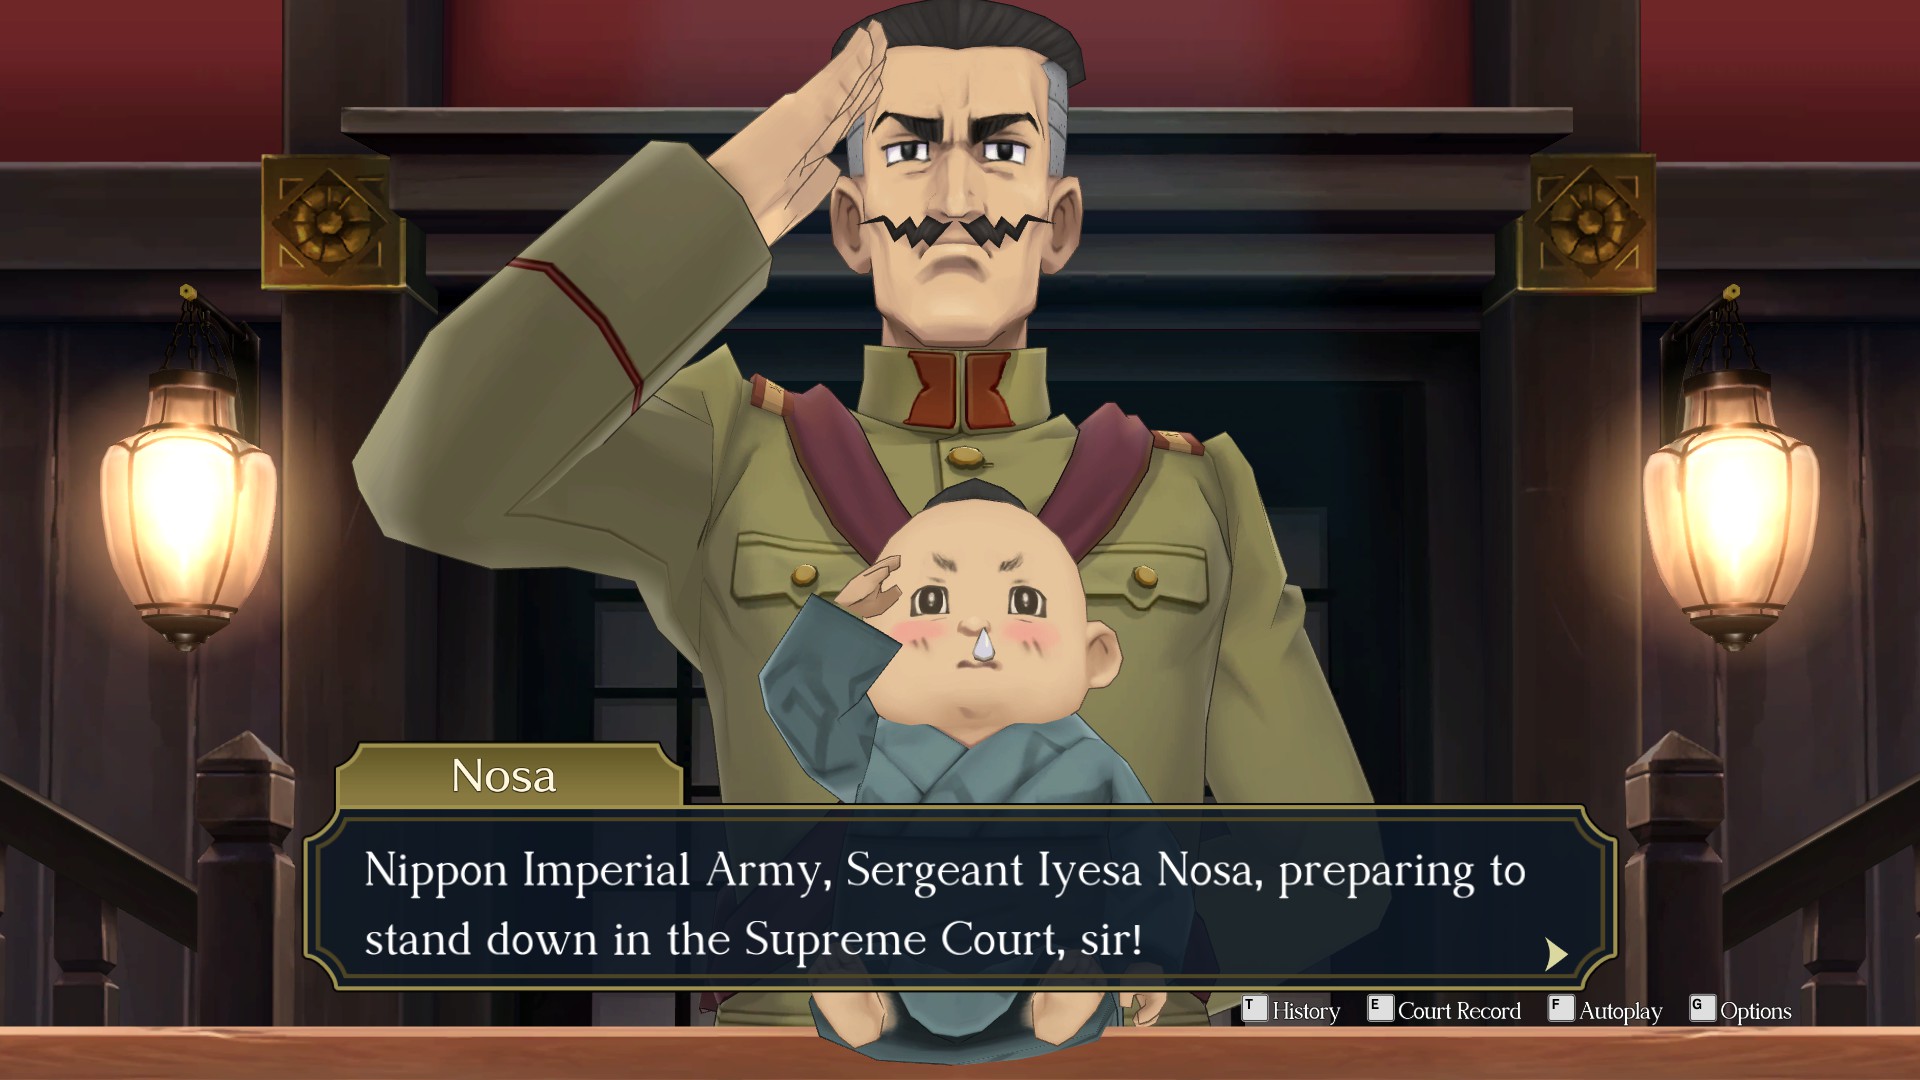 Nosa
Nippon Imperial Army, Sergeant Iyesa Nosa, preparing to
stand down in the Supreme Court, sir!
T History E Court Record F Autoplay G Options